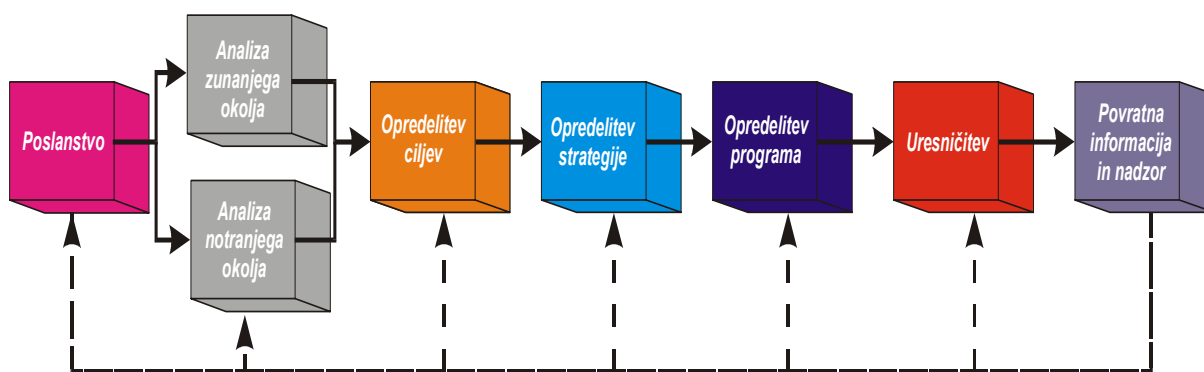 Poslanstvo
Analiza
zunanjega
okolja
Analiza
notranjega
okolja
Opredelitev
ciljev
Opredelitev
strategije
Opredelitev
programa
Uresničitev
Povratna
informacija
in nadzor